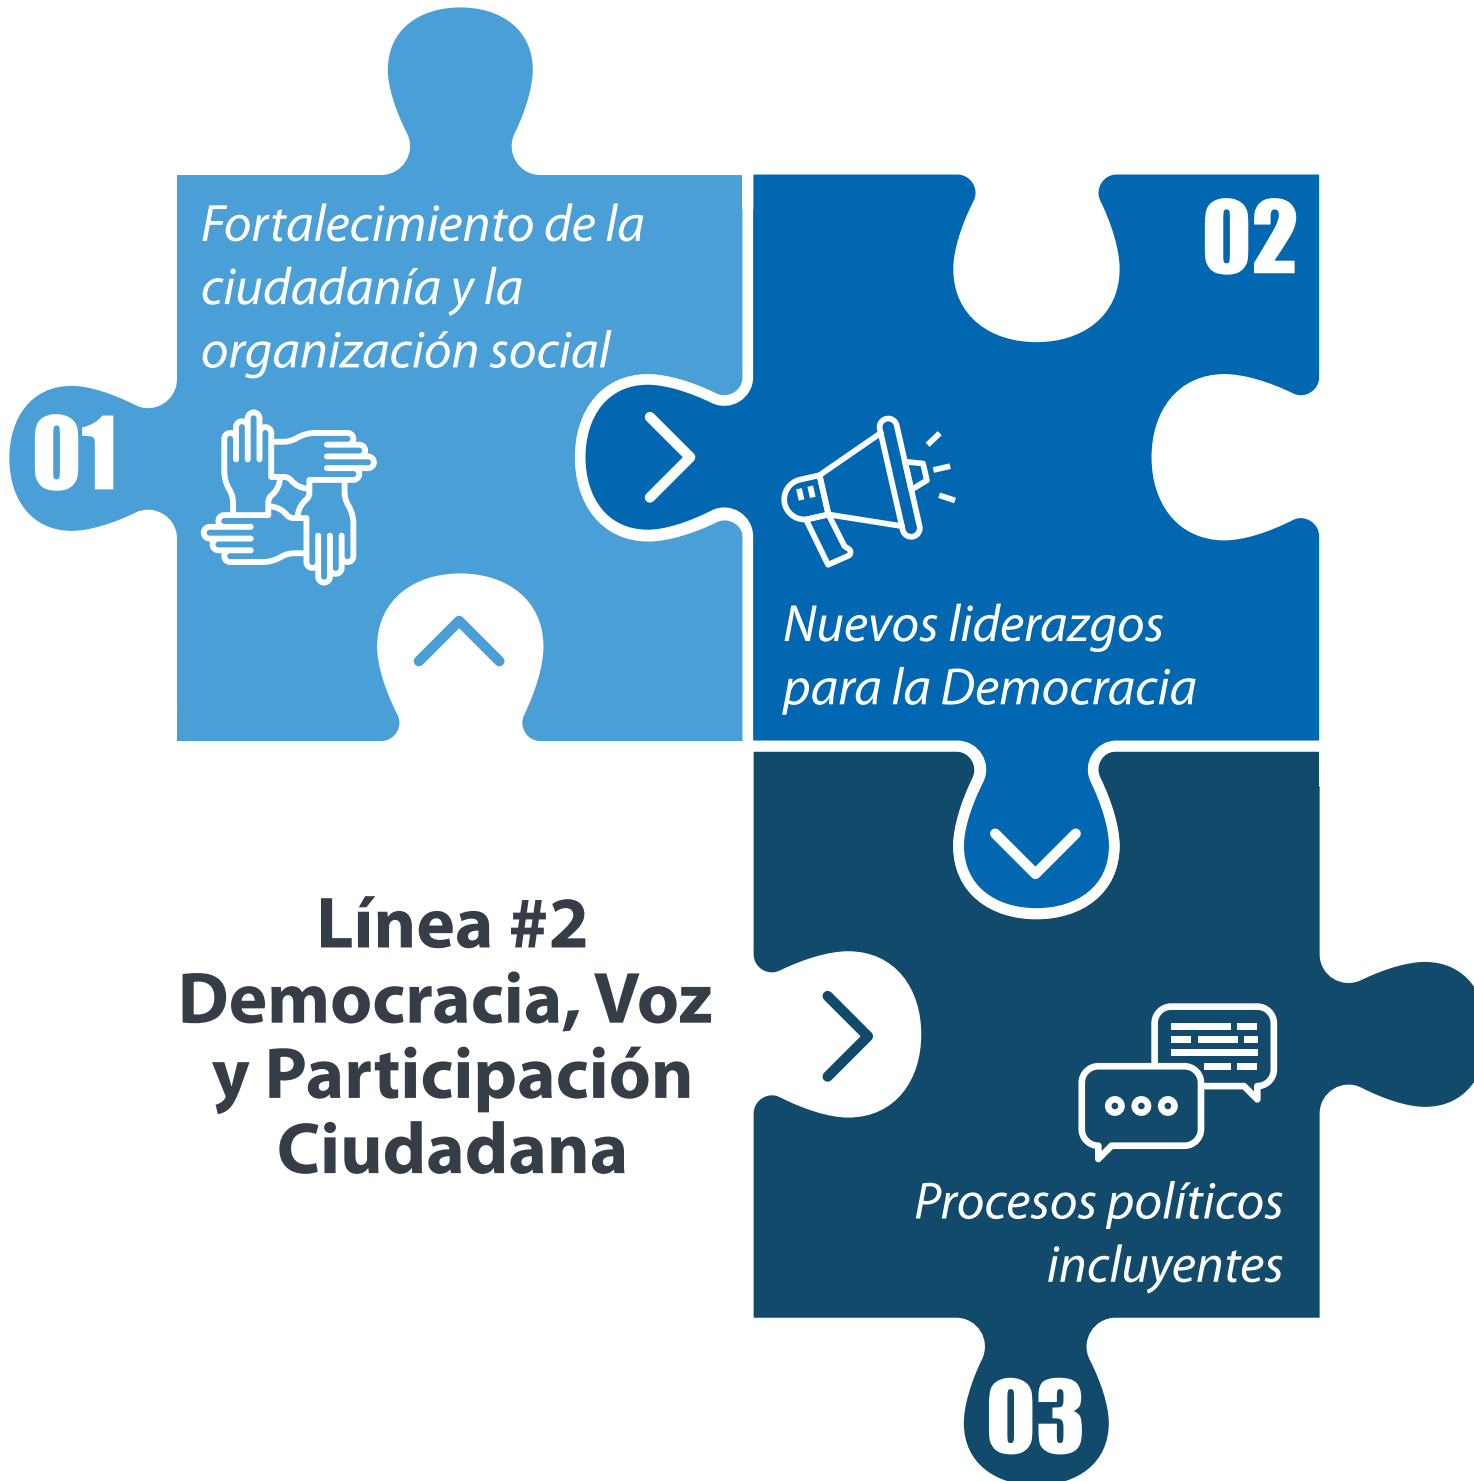 01
Fortalecimiento de la
ciudadanía y la
organización social
02
Nuevos liderazgos
para la Democracia
Línea #2
Democracia, Voz
y Participación
Ciudadana
Procesos políticos
incluyentes
03